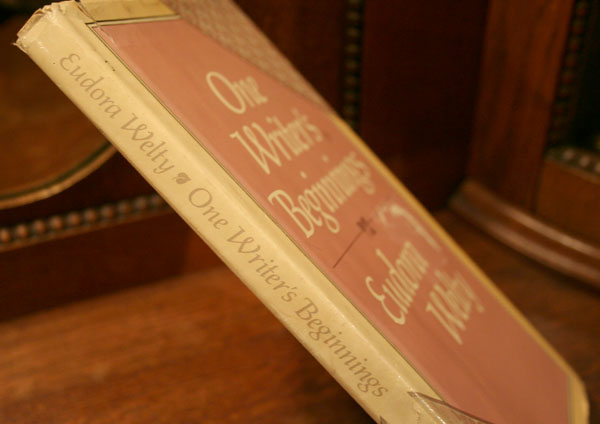 Eudora Welty One Writer's Beginnings
One
Writer's
Beginnings
Eudora
Welty